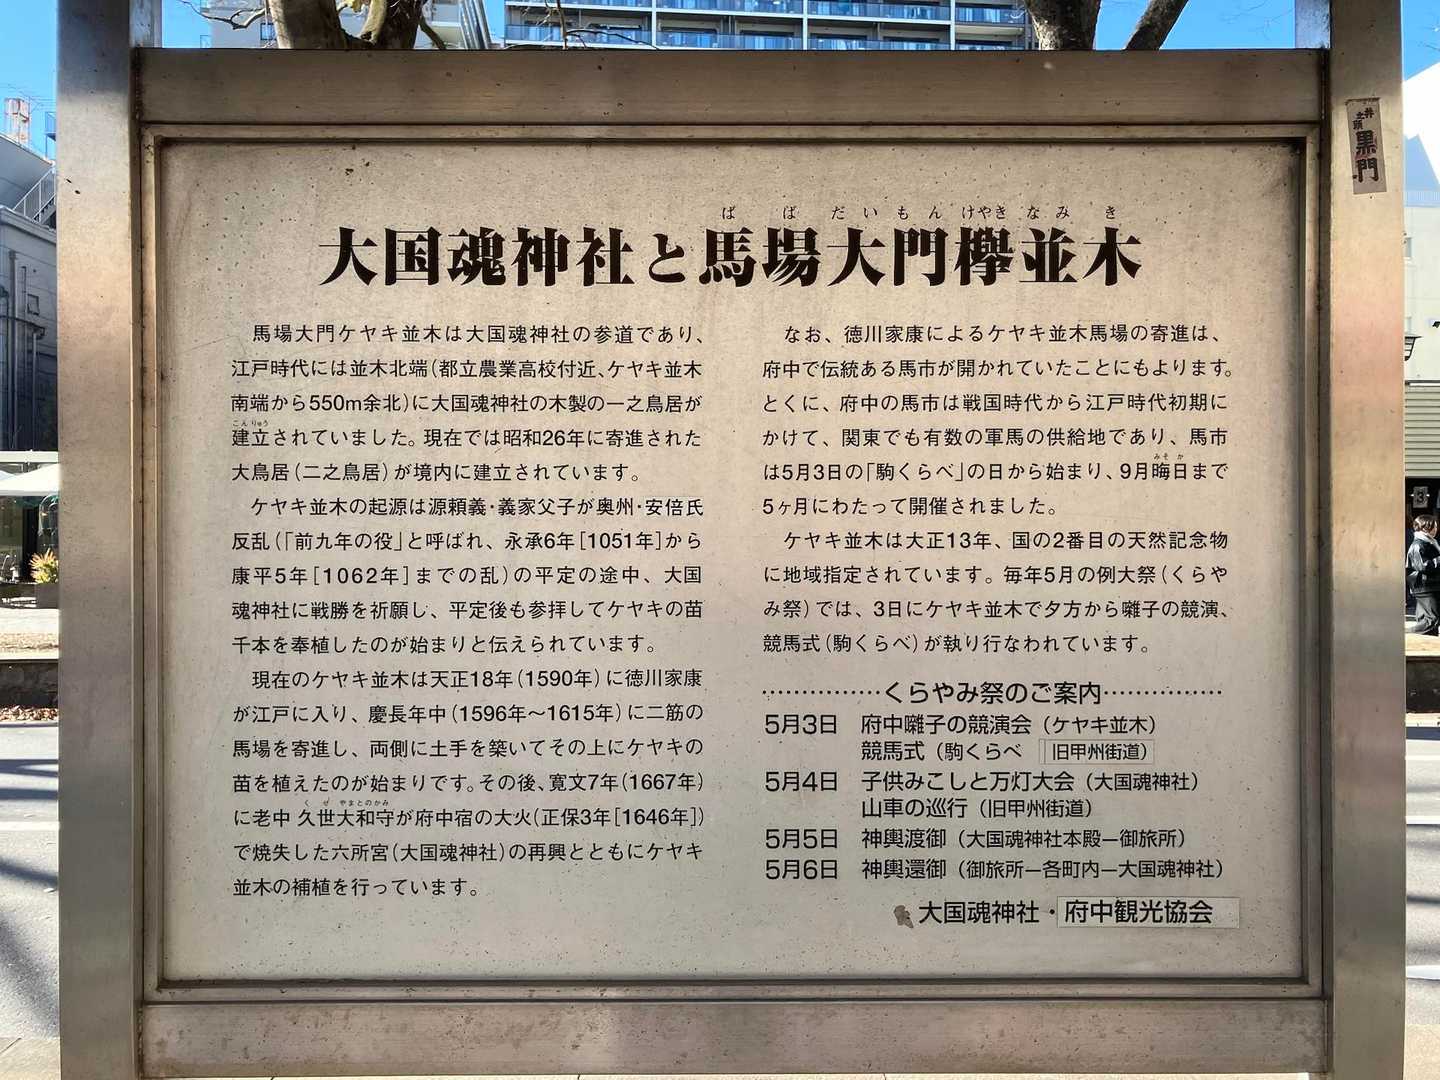 ばばだいもんけやきなみき
大国魂神社と馬場大門欅並木
馬場大門ケヤキ並木は大国魂神社の参道であり、
江戸時代には並木北端(都立農業高校付近、ケヤキ並木
南端から550m余北)に大国魂神社の木製の一之鳥居が
こんりゅう
建立されていました。現在では昭和26年に寄進された
大鳥居(二之鳥居)が境内に建立されています。
ケヤキ並木の起源は源頼義・義家父子が奥州・安倍氏
反乱(「前九年の役」と呼ばれ、永承6年[1051年]から
康平5年[1062年]までの乱)の平定の途中、大国
魂神社に戦勝を祈願し、平定後も参拝してケヤキの苗
千本を奉植したのが始まりと伝えられています。
現在のケヤキ並木は天正18年(1590年)に徳川家康
が江戸に入り、慶長年中(1596年〜1615年)に二筋の
馬場を寄進し、両側に土手を築いてその上にケヤキの
苗を植えたのが始まりです。その後、寛文7年(1667年)
くぜ やまとのかみ
に老中 久世大和守が府中宿の大火(正保3年[1646年])
で焼失した六所宮(大国魂神社)の再興とともにケヤキ
並木の補植を行っています。
なお、徳川家康によるケヤキ並木馬場の寄進は、
府中で伝統ある馬市が開かれていたことにもよります。
とくに、府中の馬市は戦国時代から江戸時代初期に
かけて、関東でも有数の軍馬の供給地であり、馬市
みそか
は5月3日の「駒くらべ」の日から始まり、9月晦日まで
5ヶ月にわたって開催されました。
ケヤキ並木は大正13年、国の2番目の天然記念物
に地域指定されています。毎年5月の例大祭(くらや
み祭)では、3日にケヤキ並木で夕方から囃子の競演、
競馬式(駒くらべ)が執り行なわれています。
……………くらやみ祭のご案内……………
5月3日 府中囃子の競演会(ケヤキ並木)
競馬式(駒くらべ 旧甲州街道)
5月4日 子供みこしと万灯大会(大国魂神社)
山車の巡行(旧甲州街道)
5月5日 神輿渡御(大国魂神社本殿―御旅所)
5月6日 神輿還御(御旅所―各町内―大国魂神社)
大国魂神社・府中観光協会
井之頭
黒門
3